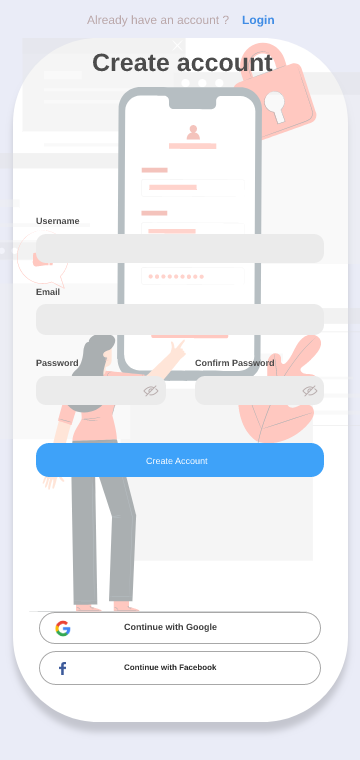 Already have an account ? Login
Create account
Username
Email
Password Confirm Password
Create Account
Continue with Google
Continue with Facebook